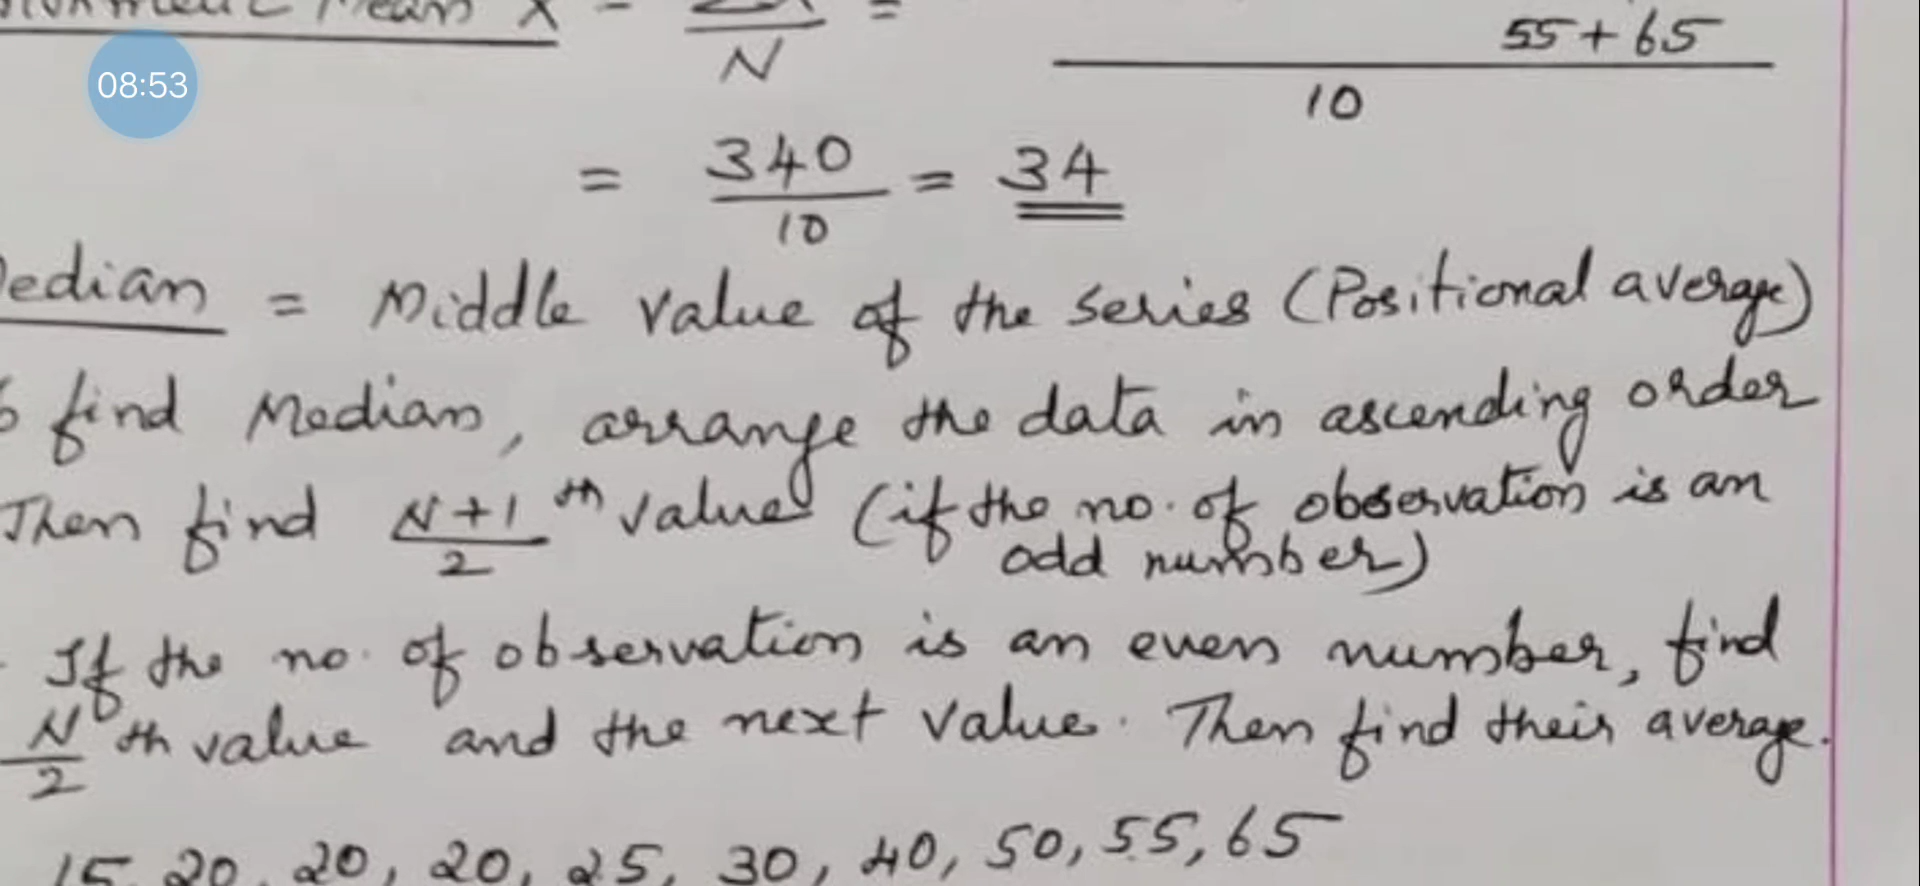 Mean X̄ = ΣX / N =
55 + 65
10
08:53
= 340 / 10 = 34
edian = Middle value of the series (Positional average)
find Median, arrange the data in ascending order
Then find N+1 / 2 th value (if the no. of observation is an
odd number)
If the no. of observation is an even number, find
N / 2 th value and the next value. Then find their average.
15, 20, 20, 20, 25, 30, 40, 50, 55, 65